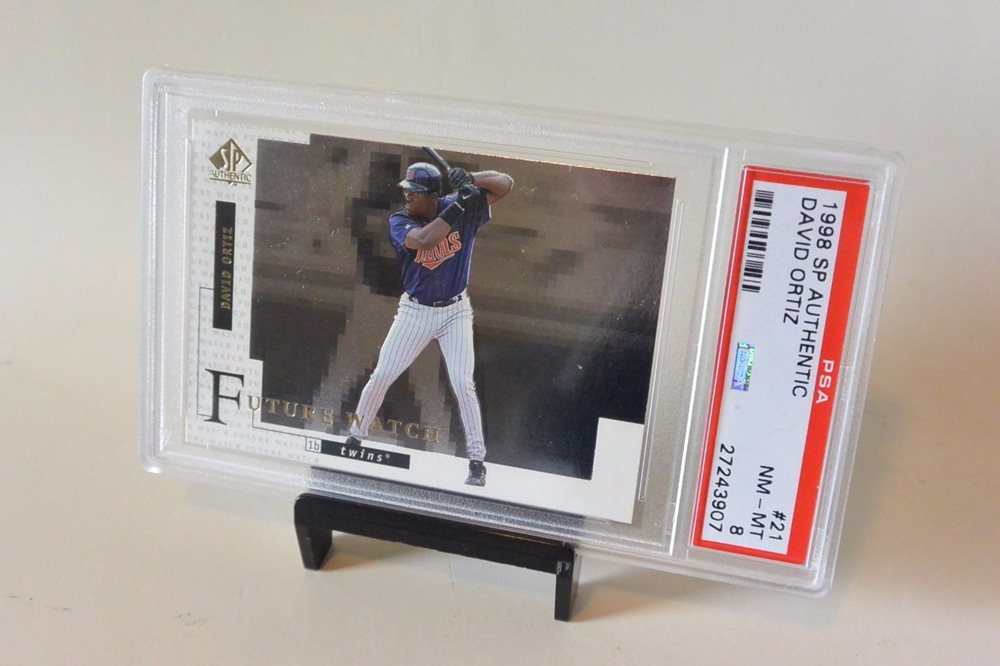 SP
AUTHENTIC
DAVID ORTIZ
TWINS
FUTURE WATCH
1b
twins®
PSA
1998 SP AUTHENTIC
DAVID ORTIZ
#21
NM - MT
8
27243907